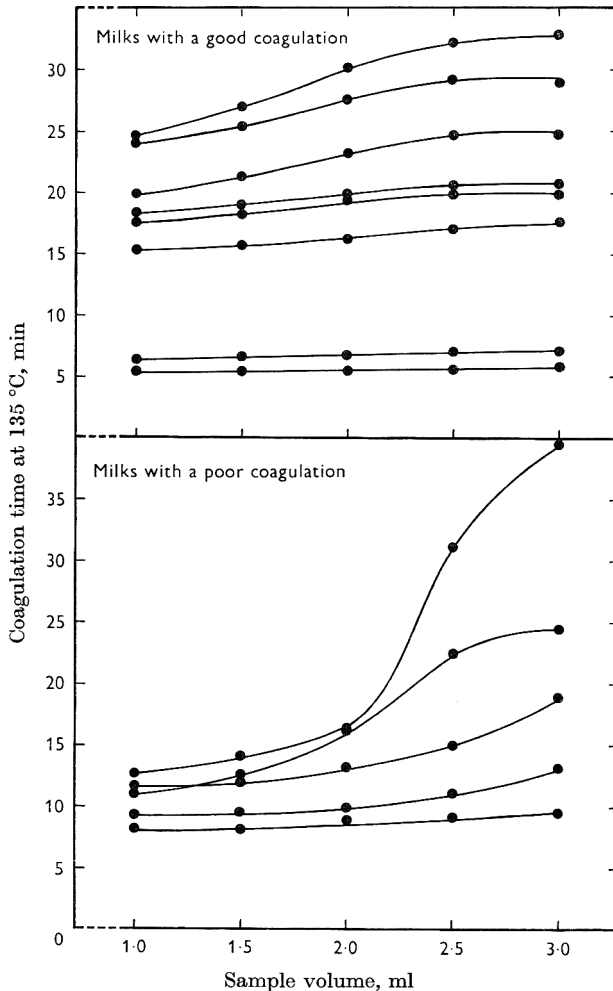 Milks with a good coagulation
30
25
20
15
10
5
Milks with a poor coagulation
35
30
25
20
15
10
5
0
1·0 1·5 2·0 2·5 3·0
Sample volume, ml
Coagulation time at 135 °C, min